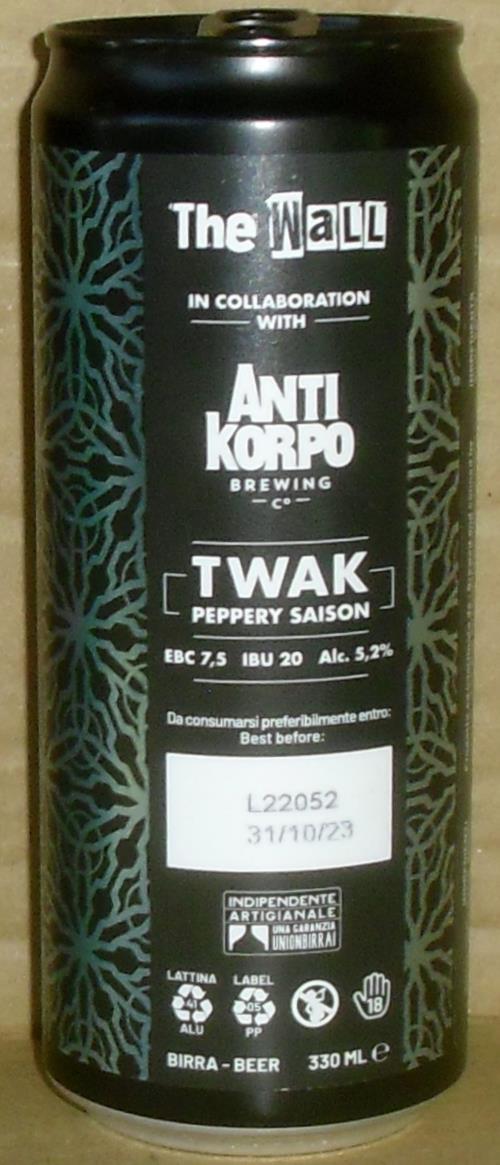 The Wall
IN COLLABORATION
WITH
ANTI
KORPO
BREWING
Co
TWAK
PEPPERY SAISON
EBC 7,5 IBU 20 Alc. 5,2%
Da consumarsi preferibilmente entro:
Best before:
L22052
31/10/23
INDIPENDENTE
ARTIGIANALE
UNA GARANZIA
UNIONBIRRAI
LATTINA LABEL
41 05 18
ALU PP
BIRRA - BEER 330 ML e